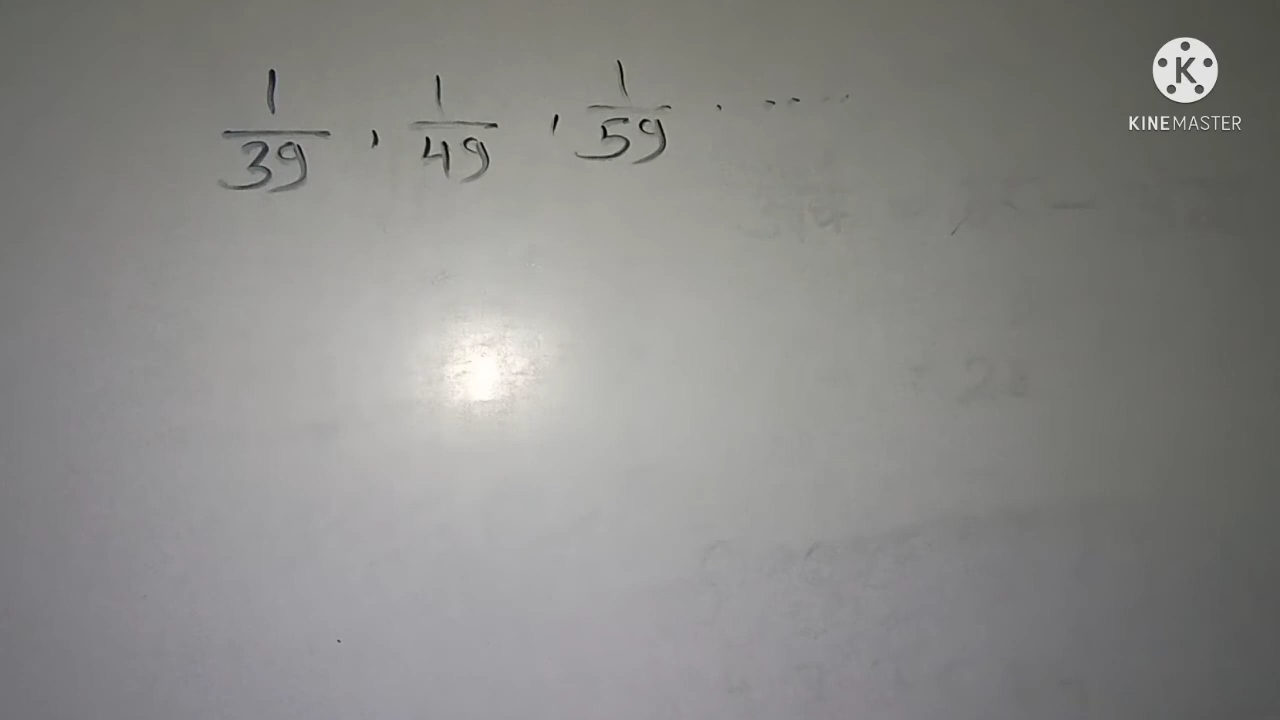 1/39 , 1/49 , 1/59 . ....
K
KINEMASTER